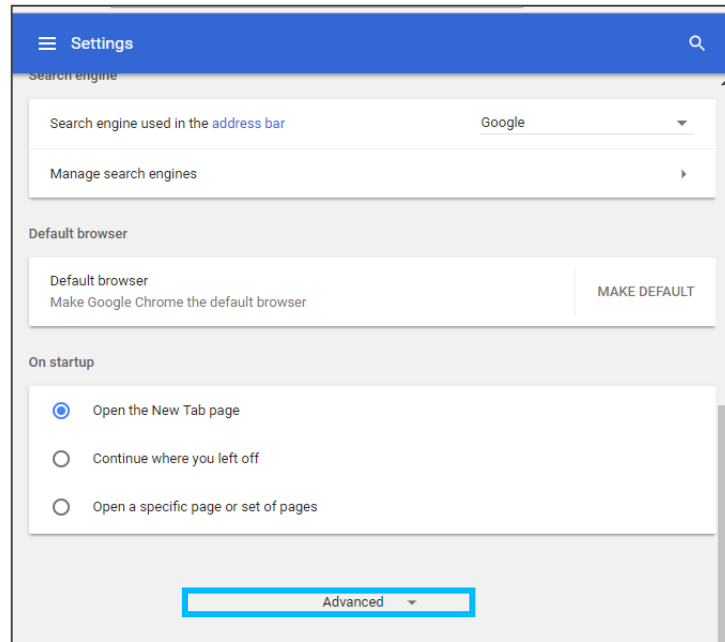 Settings
Search engine
Search engine used in the address bar
Google
Manage search engines
Default browser
Default browser
Make Google Chrome the default browser
MAKE DEFAULT
On startup
Open the New Tab page
Continue where you left off
Open a specific page or set of pages
Advanced